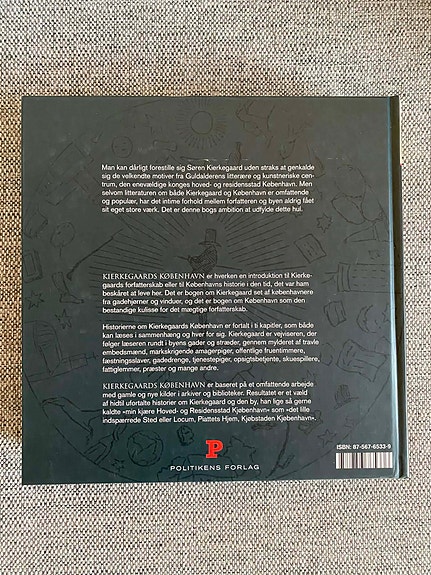 Man kan dårligt forestille sig Søren Kierkegaard uden straks at genkalde
sig de velkendte motiver fra Guldalderens litterære og kunstneriske cen-
trum, den enevældige konges hoved- og residensstad København. Men
selvom litteraturen om både Kierkegaard og København er omfattende
og populær, har det intime forhold mellem forfatteren og byen aldrig fået
sit eget store værk. Det er denne bogs ambition at udfylde dette hul.
KIERKEGAARDS KØBENHAVN er hverken en introduktion til Kierke-
gaards forfatterskab eller til Københavns historie i den tid, det var ham
beskåret at leve her. Det er bogen om Kierkegaard set af københavnerne
fra gadehjørner og vinduer, og det er bogen om København som den
bestandige kulisse for det mægtige forfatterskab.
Historierne om Kierkegaards København er fortalt i ti kapitler, som både
kan læses i sammenhæng og hver for sig. Kierkegaard er vejviseren, der
følger læseren rundt i byens gader og stræder, gennem mylderet af travle
embedsmænd, markskrigende amagerpiger, offentlige fruentimmere,
fæstningsslaver, gadedrenge, tjenestepiger, opsigtsbetjente, skuespillere,
fattiglemmer, præster og mange andre.
KIERKEGAARDS KØBENHAVN er baseret på et omfattende arbejde
med gamle og nye kilder i arkiver og biblioteker. Resultatet er et væld
af hidtil ufortalte historier om Kierkegaard og den by, han lige så gerne
kaldte «min kjære Hoved- og Residensstad Kjøbenhavn» som «det lille
indspærrede Sted eller Locum, Piattets Hjem, Kjøbstaden Kjøbenhavn».
P
POLITIKENS FORLAG
ISBN: 87-567-6533-9